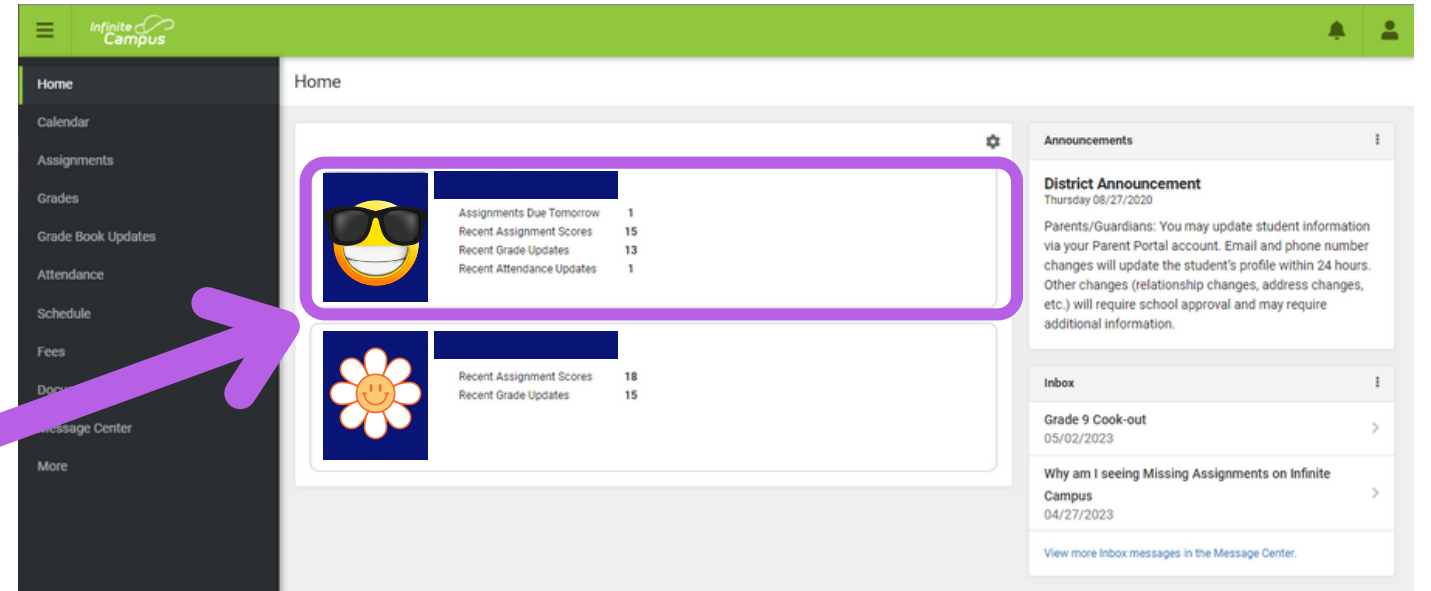 Infinite
Campus
Home
Calendar
Assignments
Grades
Grade Book Updates
Attendance
Schedule
Fees
Message Center
More
Home
Assignments Due Tomorrow 1
Recent Assignment Scores 15
Recent Grade Updates 13
Recent Attendance Updates 1
Recent Assignment Scores 18
Recent Grade Updates 15
Announcements
District Announcement
Thursday 08/27/2020
Parents/Guardians: You may update student information
via your Parent Portal account. Email and phone number
changes will update the student's profile within 24 hours.
Other changes (relationship changes, address changes,
etc.) will require school approval and may require
additional information.
Inbox
Grade 9 Cook-out
05/02/2023
Why am I seeing Missing Assignments on Infinite
Campus
04/27/2023
View more Inbox messages in the Message Center.